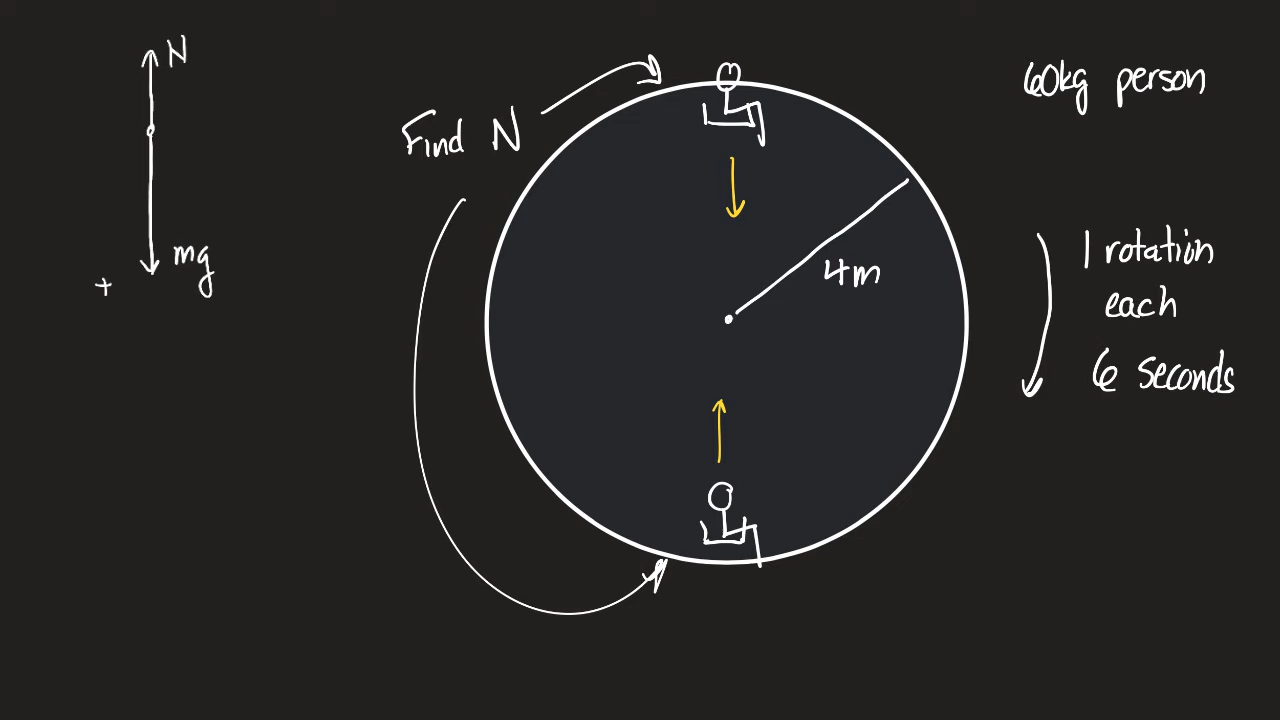 N
mg
+
Find N
4m
60kg person
1 rotation
each
6 seconds